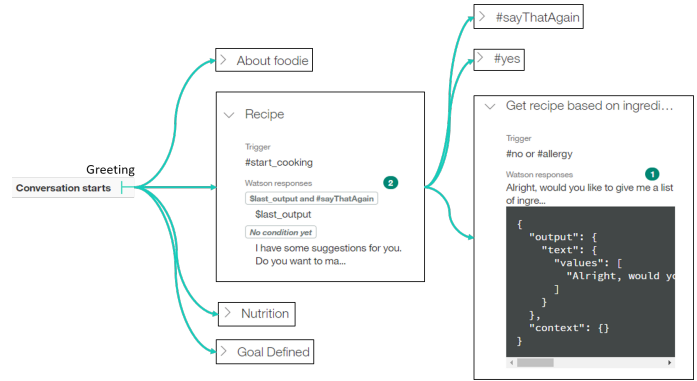 Greeting
Conversation starts
About foodie
Recipe
Trigger
#start_cooking
Watson responses
2
$last_output and #sayThatAgain
$last_output
No condition yet
I have some suggestions for you.
Do you want to ma...
Nutrition
Goal Defined
#sayThatAgain
#yes
Get recipe based on ingredi...
Trigger
#no or #allergy
Watson responses
1
Alright, would you like to give me a list
of ingre...
{
"output": {
"text": {
"values": [
"Alright, would yo
]
}
},
"context": {}
}